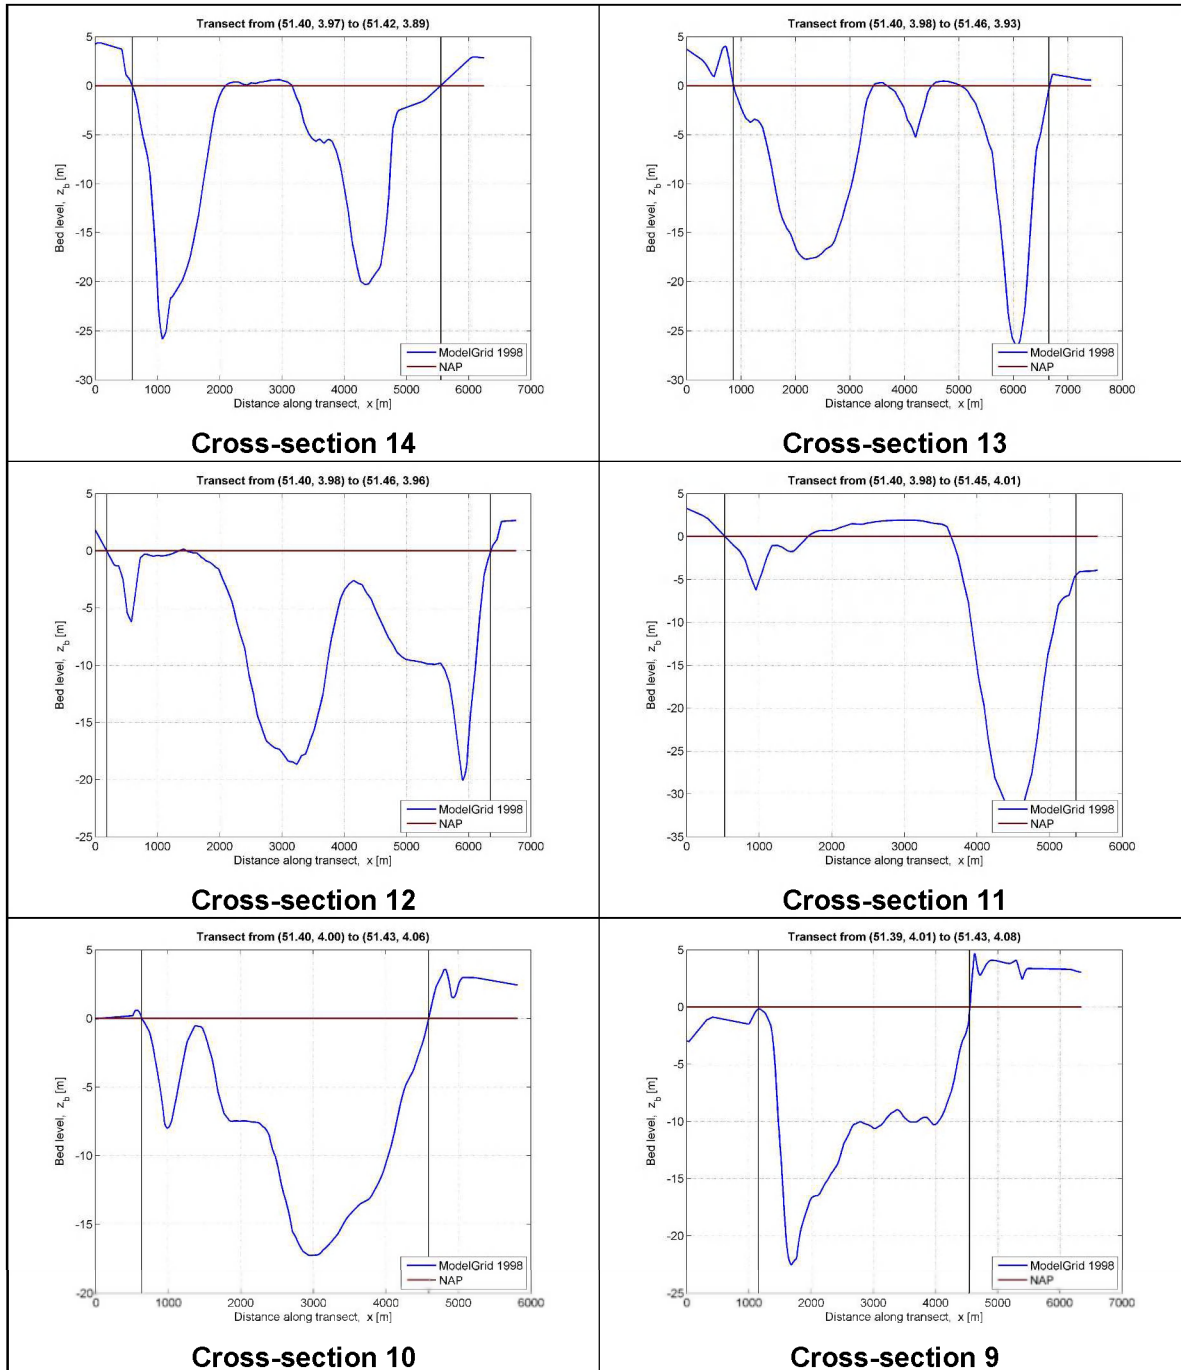 Transect from (51.40, 3.97) to (51.42, 3.89)
5
0
-5
-10
-15
-20
-25
-30
Bed level, z_b [m]
0 1000 2000 3000 4000 5000 6000 7000
Distance along transect, x [m]
ModelGrid 1998
NAP
Cross-section 14
Transect from (51.40, 3.98) to (51.46, 3.93)
5
0
-5
-10
-15
-20
-25
-30
Bed level, z_b [m]
0 1000 2000 3000 4000 5000 6000 7000 8000
Distance along transect, x [m]
ModelGrid 1998
NAP
Cross-section 13
Transect from (51.40, 3.98) to (51.46, 3.96)
5
0
-5
-10
-15
-20
-25
Bed level, z_b [m]
0 1000 2000 3000 4000 5000 6000 7000
Distance along transect, x [m]
ModelGrid 1998
NAP
Cross-section 12
Transect from (51.40, 3.98) to (51.45, 4.01)
5
0
-5
-10
-15
-20
-25
-30
-35
Bed level, z_b [m]
0 1000 2000 3000 4000 5000 6000
Distance along transect, x [m]
ModelGrid 1998
NAP
Cross-section 11
Transect from (51.40, 4.00) to (51.43, 4.06)
5
0
-5
-10
-15
-20
Bed level, z_b [m]
0 1000 2000 3000 4000 5000 6000
Distance along transect, x [m]
ModelGrid 1998
NAP
Cross-section 10
Transect from (51.39, 4.01) to (51.43, 4.08)
5
0
-5
-10
-15
-20
-25
Bed level, z_b [m]
0 1000 2000 3000 4000 5000 6000 7000
Distance along transect, x [m]
ModelGrid 1998
NAP
Cross-section 9